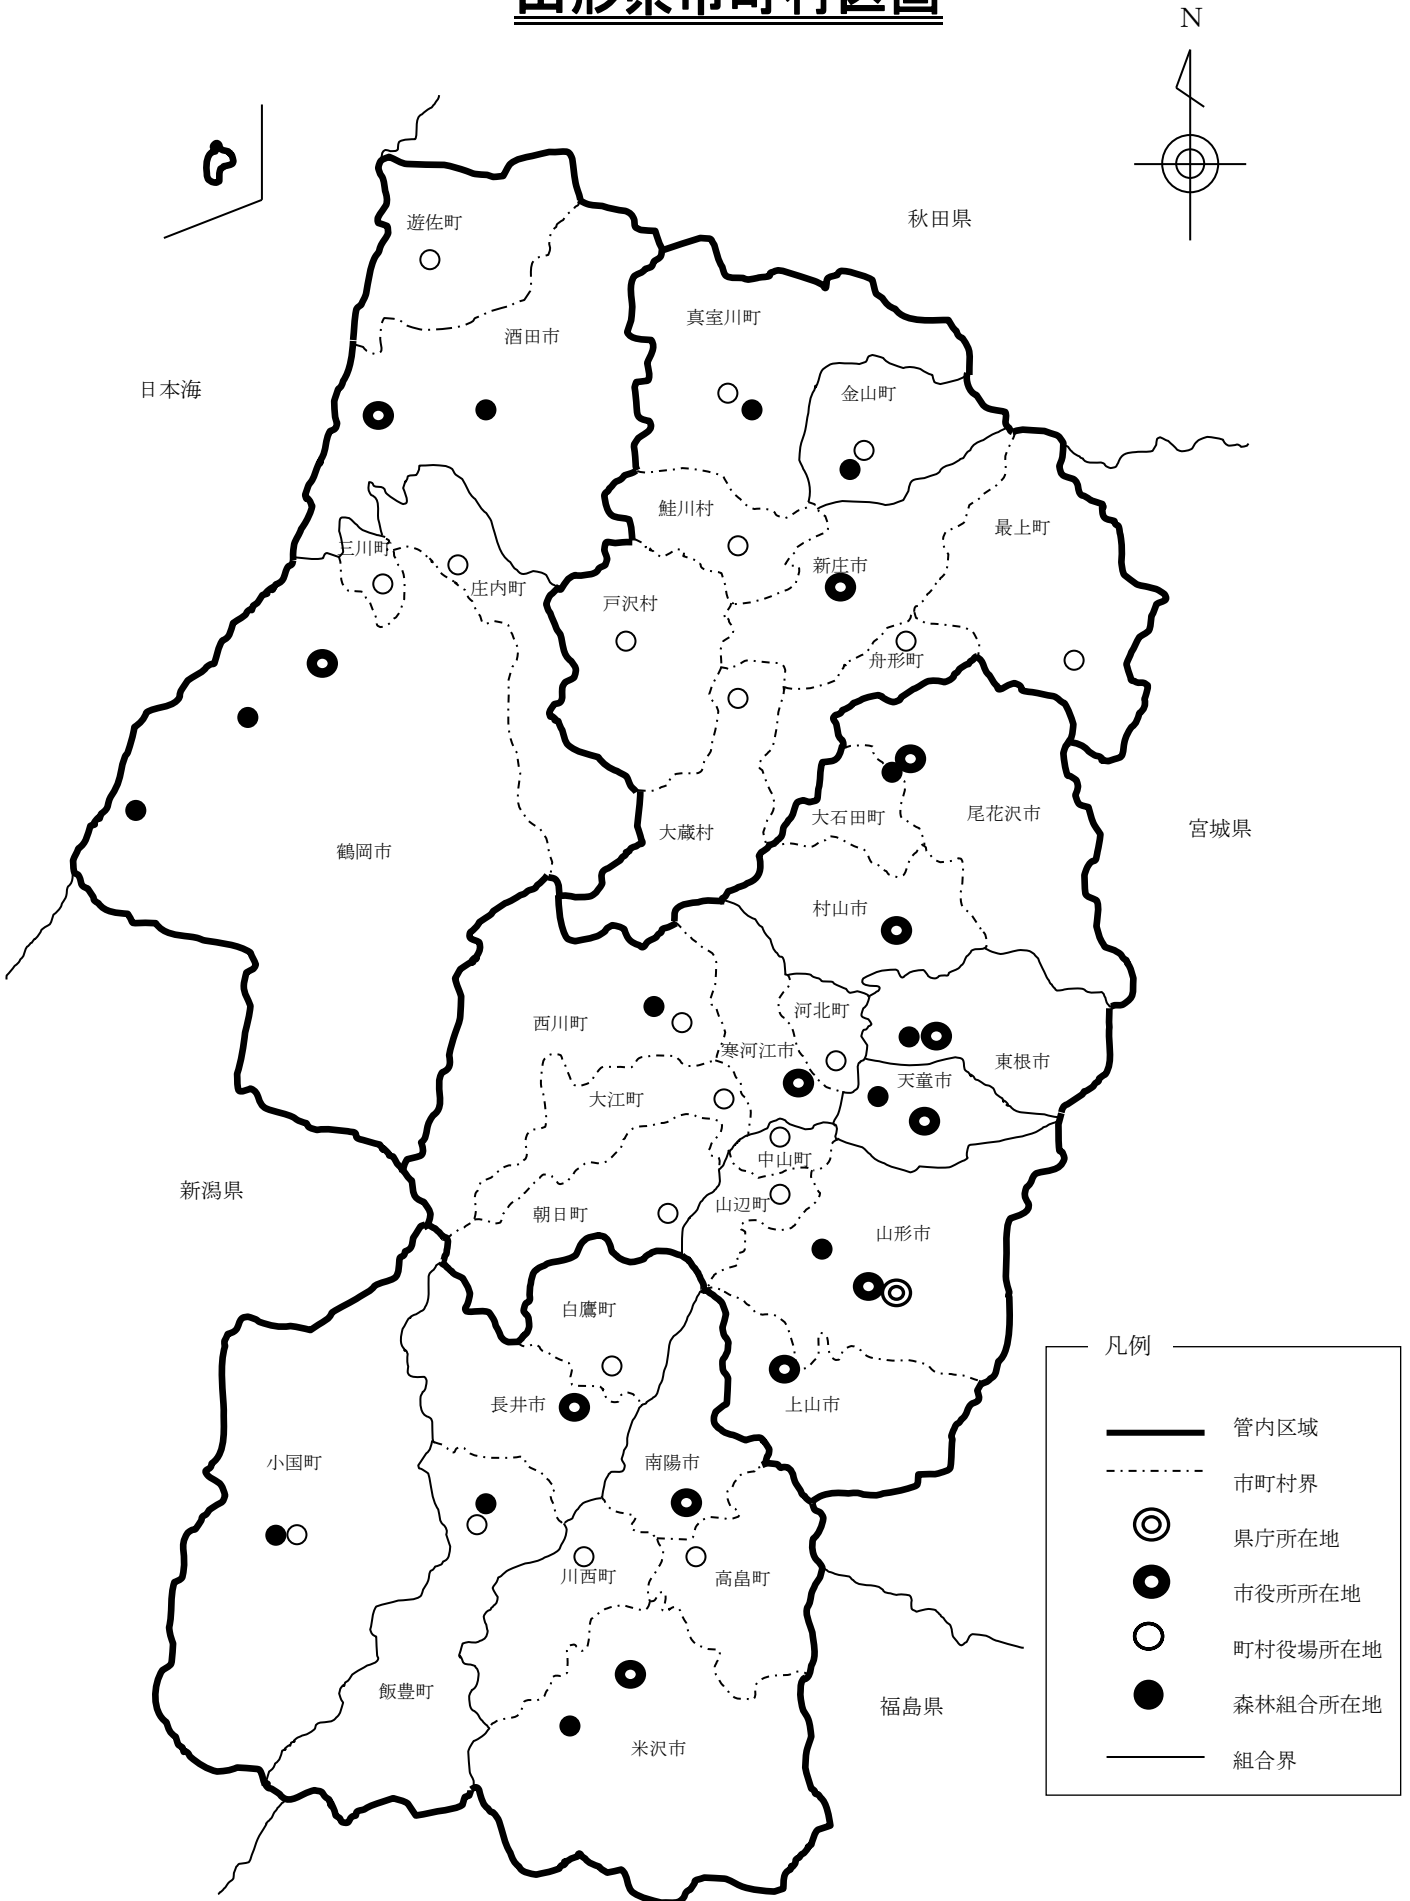 山形県市町村区図
N
秋田県
遊佐町
真室川町
酒田市
日本海
金山町
鮭川村
最上町
三川町
新庄市
庄内町
戸沢村
舟形町
大石田町
尾花沢市
宮城県
大蔵村
鶴岡市
村山市
河北町
西川町
寒河江市
東根市
天童市
大江町
中山町
新潟県
山辺町
朝日町
山形市
白鷹町
凡例
長井市
上山市
管内区域
小国町
南陽市
市町村界
県庁所在地
川西町
高畠町
市役所所在地
町村役場所在地
飯豊町
福島県
森林組合所在地
米沢市
組合界